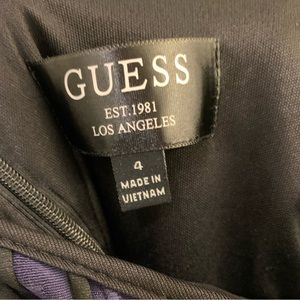 GUESS
EST.1981
LOS ANGELES
4
MADE IN
VIETNAM